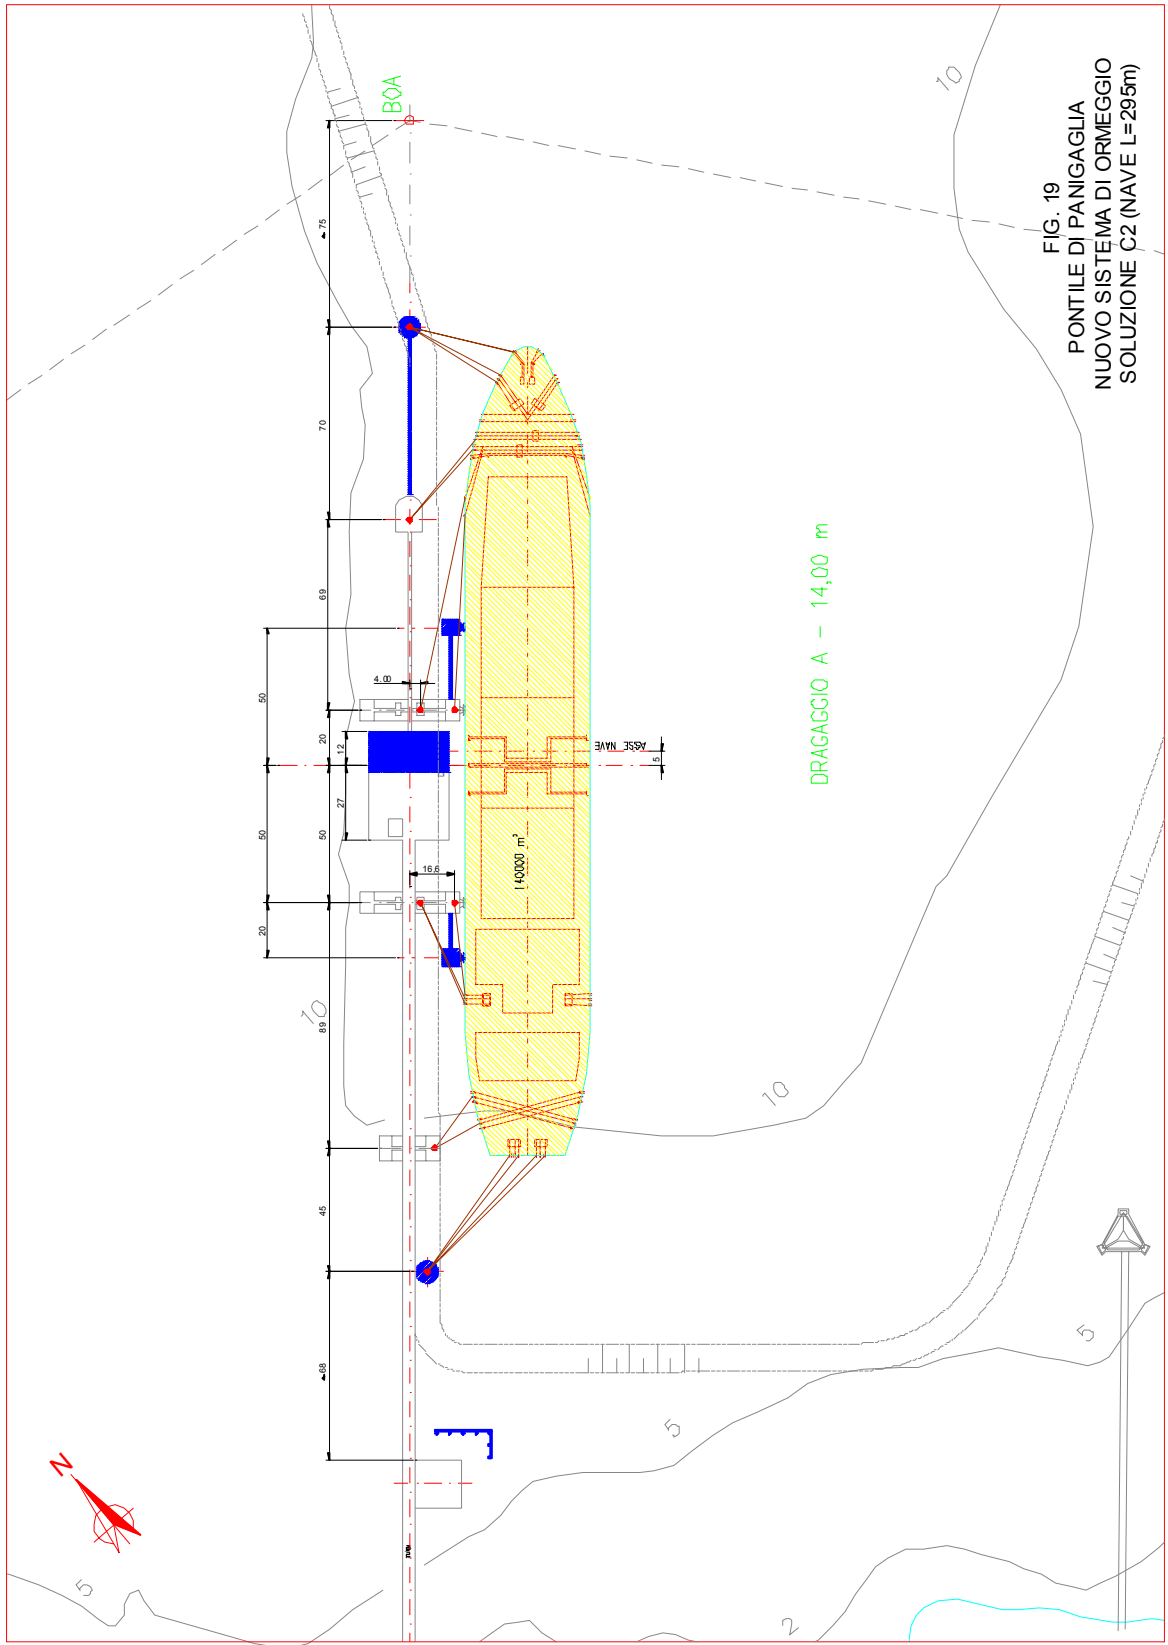 FIG. 19
PONTILE DI PANIGAGLIA
NUOVO SISTEMA DI ORMEGGIO
SOLUZIONE C2 (NAVE L=295m)
BOA
DRAGAGGIO A - 14,00 m
ASSE NAVE
140000 m³
N
75
70
69
50
4.00
20
12
5
27
50
50
16,6
20
89
45
68
10
10
10
5
5
5
2